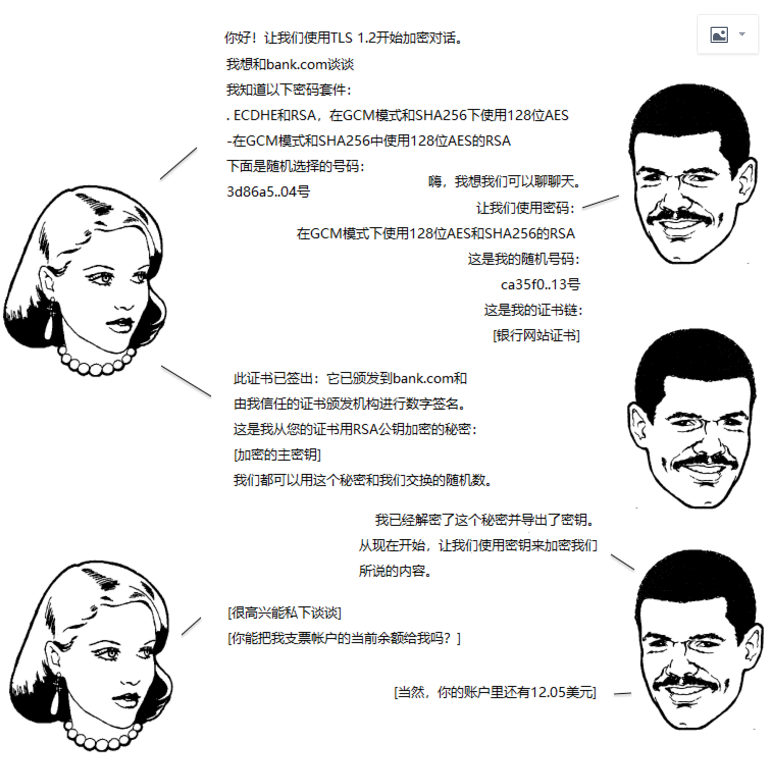 你好！让我们使用TLS 1.2开始加密对话。
我想和bank.com谈谈
我知道以下密码套件：
. ECDHE和RSA，在GCM模式和SHA256下使用128位AES
-在GCM模式和SHA256中使用128位AES的RSA
下面是随机选择的号码：
3d86a5..04号
嗨，我想我们可以聊聊天。
让我们使用密码：
在GCM模式下使用128位AES和SHA256的RSA
这是我的随机号码：
ca35f0..13号
这是我的证书链：
[银行网站证书]
此证书已签出：它已颁发到bank.com和
由我信任的证书颁发机构进行数字签名。
这是我从您的证书用RSA公钥加密的秘密：
[加密的主密钥]
我们都可以用这个秘密和我们交换的随机数。
我已经解密了这个秘密并导出了密钥。
从现在开始，让我们使用密钥来加密我们
所说的内容。
[很高兴能私下谈谈]
[你能把我支票帐户的当前余额给我吗？]
[当然，你的账户里还有12.05美元]